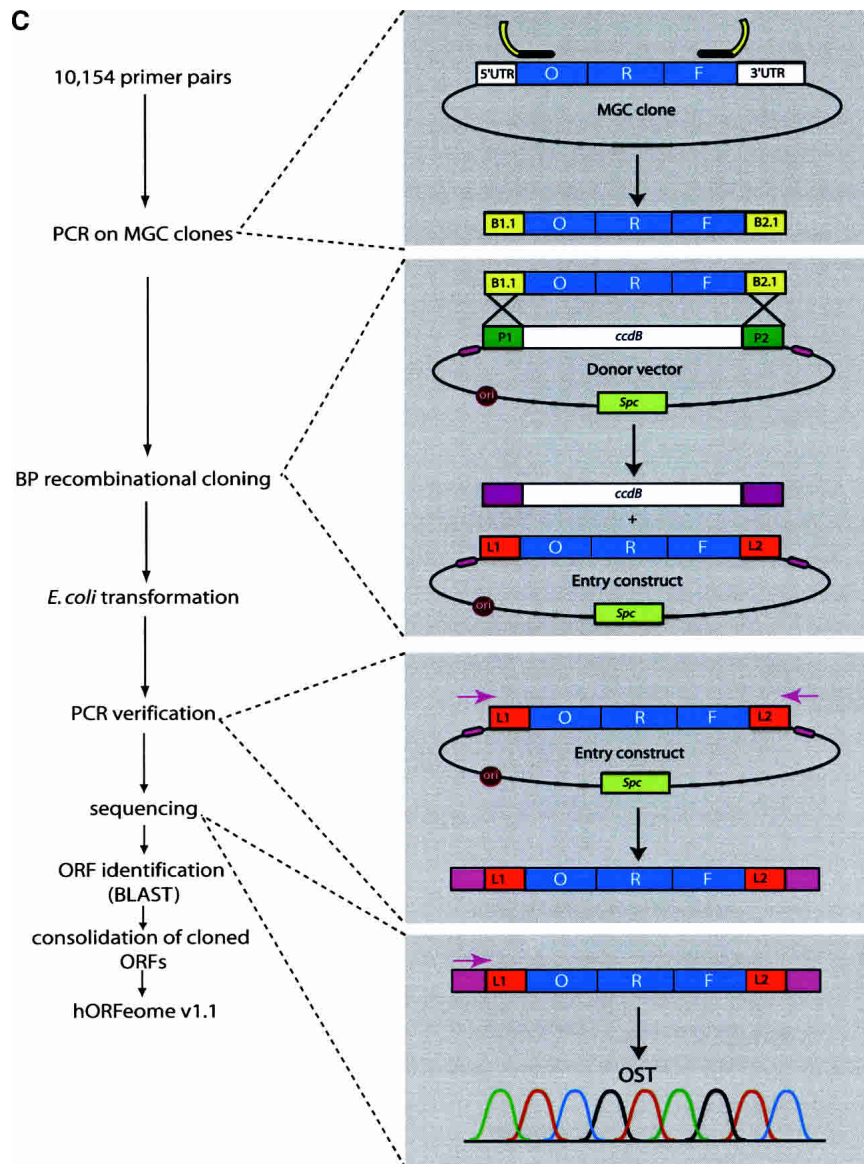 C
10,154 primer pairs
PCR on MGC clones
BP recombinational cloning
E. coli transformation
PCR verification
sequencing
ORF identification
(BLAST)
consolidation of cloned
ORFs
hORFeome v1.1
5'UTR O R F 3'UTR
MGC clone
B1.1 O R F B2.1
B1.1 O R F B2.1
P1 ccdB P2
Donor vector
ori Spc
ccdB
+
L1 O R F L2
Entry construct
ori Spc
L1 O R F L2
Entry construct
ori Spc
L1 O R F L2
L1 O R F L2
OST